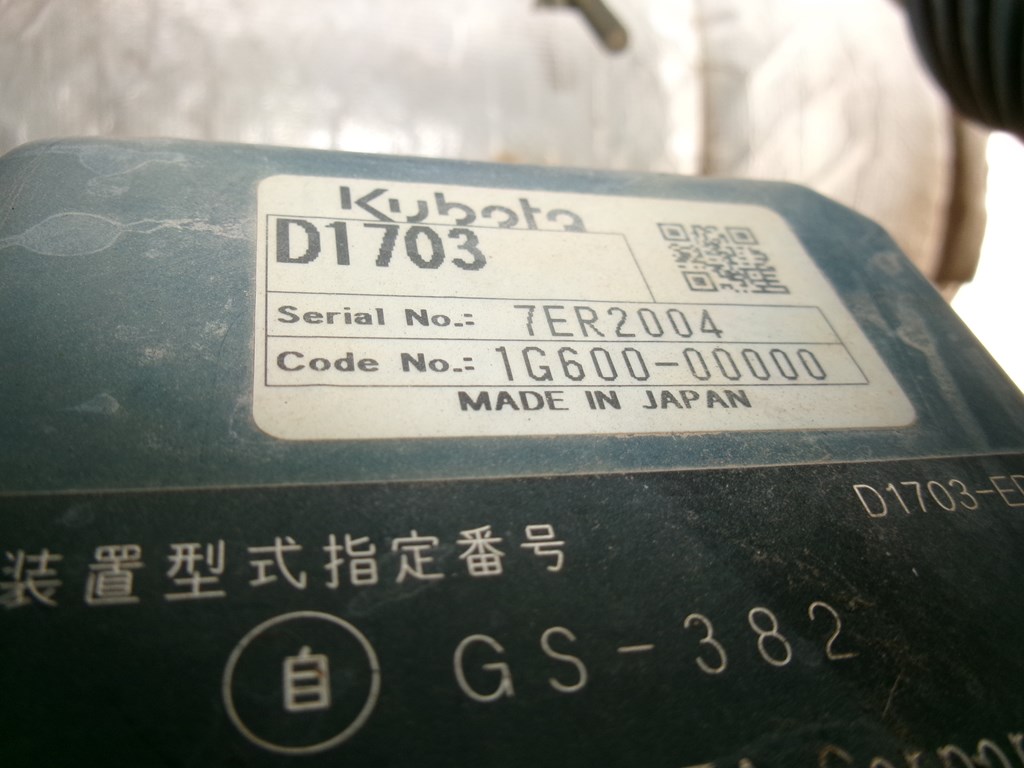 Kubota
D1703
Serial No.: 7ER2004
Code No.: 1G600-00000
MADE IN JAPAN
装置型式指定番号
自 GS-382